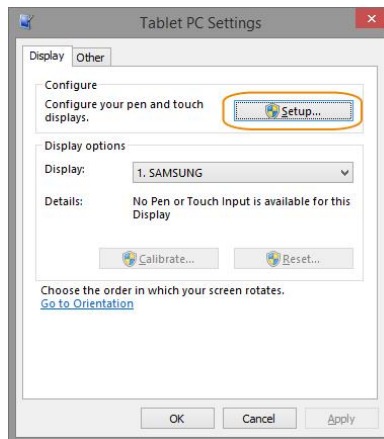 Tablet PC Settings
Display Other
Configure
Configure your pen and touch
displays.
Setup...
Display options
Display: 1. SAMSUNG
Details: No Pen or Touch Input is available for this
Display
Calibrate... Reset...
Choose the order in which your screen rotates.
Go to Orientation
OK Cancel Apply